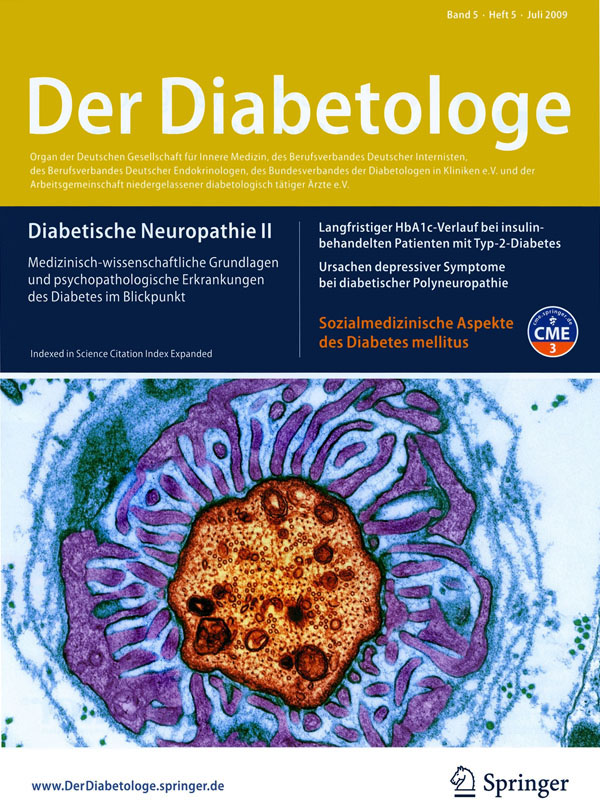 Band 5 · Heft 5 · Juli 2009
Der Diabetologe
Organ der Deutschen Gesellschaft für Innere Medizin, des Berufsverbandes Deutscher Internisten,
des Berufsverbandes Deutscher Endokrinologen, des Bundesverbandes der Diabetologen in Kliniken e.V. und der
Arbeitsgemeinschaft niedergelassener diabetologisch tätiger Ärzte e.V.
Diabetische Neuropathie II
Medizinisch-wissenschaftliche Grundlagen
und psychopathologische Erkrankungen
des Diabetes im Blickpunkt
Indexed in Science Citation Index Expanded
Langfristiger HbA1c-Verlauf bei insulin-
behandelten Patienten mit Typ-2-Diabetes
Ursachen depressiver Symptome
bei diabetischer Polyneuropathie
Sozialmedizinische Aspekte
des Diabetes mellitus
cme.springer.de
CME
3
www.DerDiabetologe.springer.de
Springer